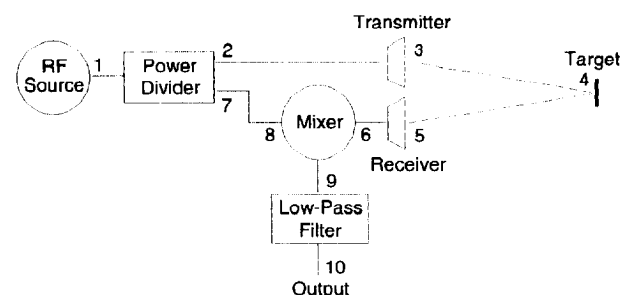 Transmitter
RF
Source
1
Power
Divider
2
3
Target
4
7
8
Mixer
6
5
Receiver
9
Low-Pass
Filter
10
Output